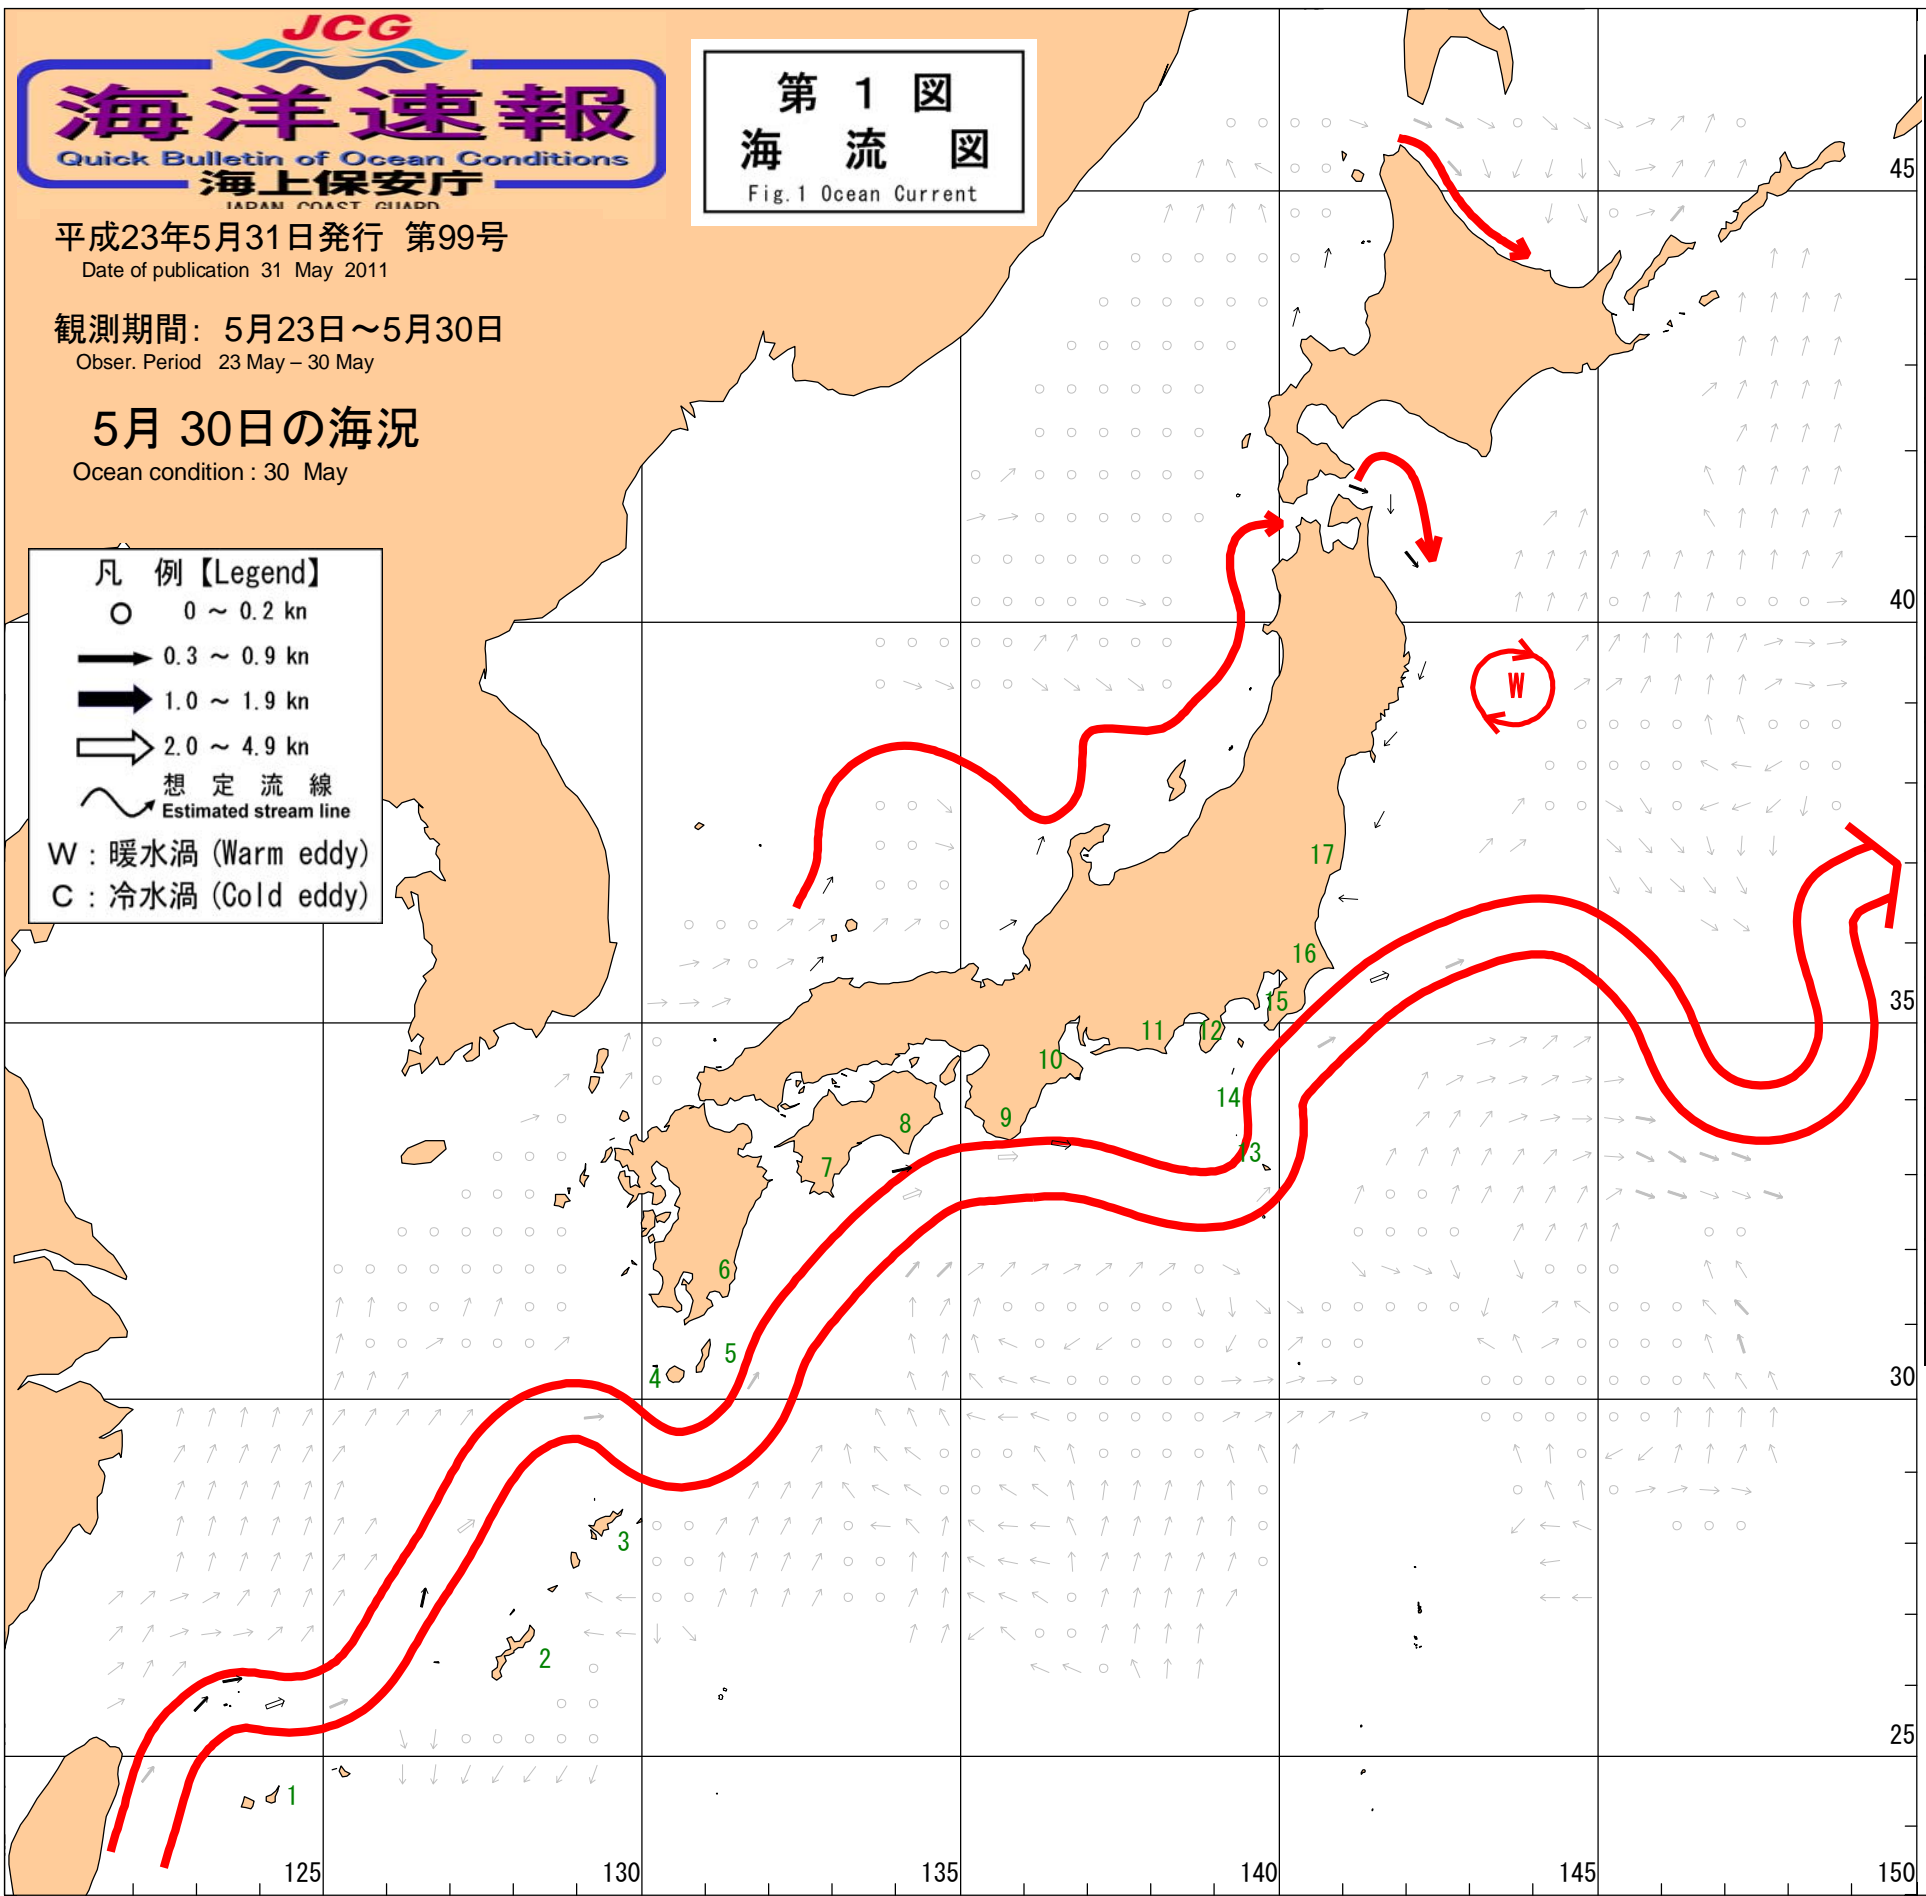 JCG
海洋速報
Quick Bulletin of Ocean Conditions
海上保安庁
JAPAN COAST GUARD
第 1 図
海 流 図
Fig.1 Ocean Current
平成23年5月31日発行 第99号
Date of publication 31 May 2011
観測期間: 5月23日～5月30日
Obser. Period 23 May – 30 May
5月 30日の海況
Ocean condition : 30 May
凡 例【Legend】
0 ～ 0.2 kn
0.3 ～ 0.9 kn
1.0 ～ 1.9 kn
2.0 ～ 4.9 kn
想 定 流 線
Estimated stream line
W : 暖水渦 (Warm eddy)
C : 冷水渦 (Cold eddy)
45
40
W
17
16
35
15
12
11
10
14
9
8
13
7
6
5
4
30
3
2
25
1
125
130
135
140
145
150